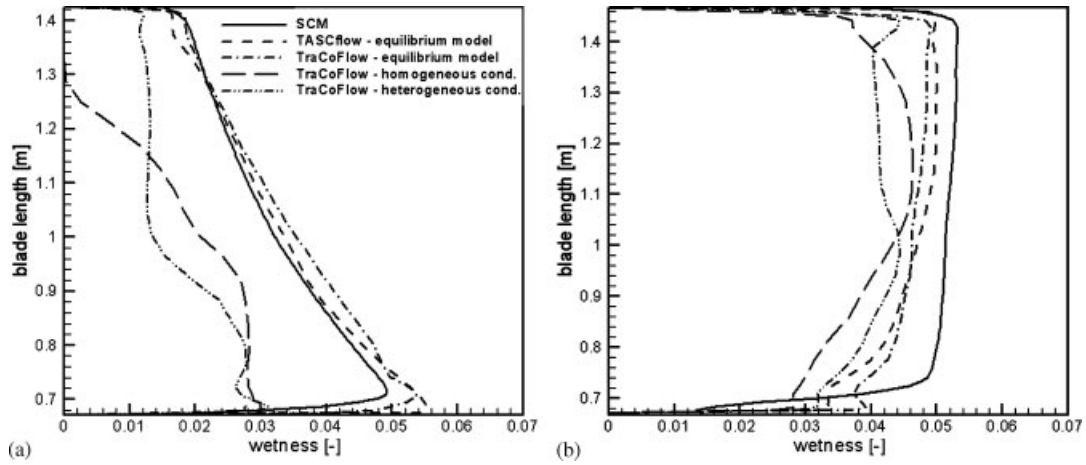 SCM
TASCflow - equilibrium model
TraCoFlow - equilibrium model
TraCoFlow - homogeneous cond.
TraCoFlow - heterogeneous cond.
blade length [m]
1.4
1.3
1.2
1.1
1
0.9
0.8
0.7
0 0.01 0.02 0.03 0.04 0.05 0.06 0.07
wetness [-]
(a)
blade length [m]
1.4
1.3
1.2
1.1
1
0.9
0.8
0.7
0 0.01 0.02 0.03 0.04 0.05 0.06 0.07
wetness [-]
(b)